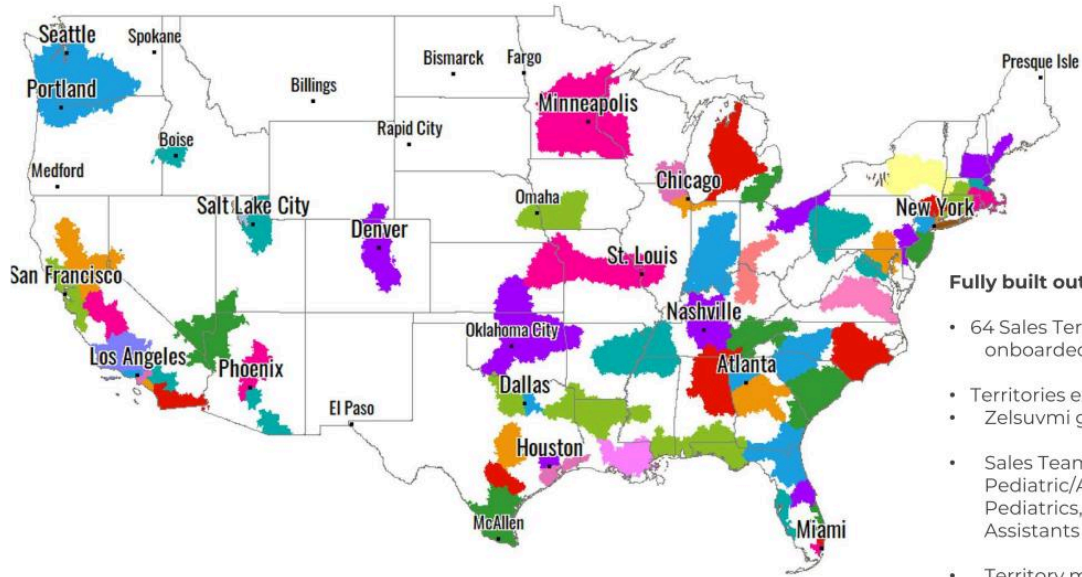 Seattle
Spokane
Portland
Medford
Boise
Billings
Bismarck
Fargo
Rapid City
Minneapolis
Presque Isle
Salt Lake City
Denver
Omaha
Chicago
New York
San Francisco
Los Angeles
Phoenix
El Paso
Oklahoma City
Dallas
St. Louis
Nashville
Atlanta
Houston
McAllen
Miami
Fully built out
• 64 Sales Ter
onboarded
• Territories e
• Zelsuvmi g
• Sales Team
Pediatric/A
Pediatrics,
Assistants
• Territory m